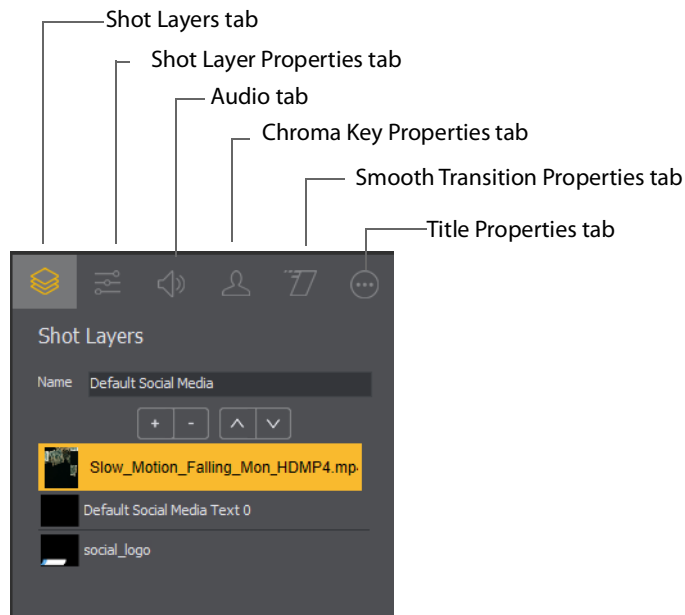 Shot Layers tab
Shot Layer Properties tab
Audio tab
Chroma Key Properties tab
Smooth Transition Properties tab
Title Properties tab
Shot Layers
Name Default Social Media
+ -
Slow_Motion_Falling_Mon_HDMP4.mp
Default Social Media Text 0
social_logo